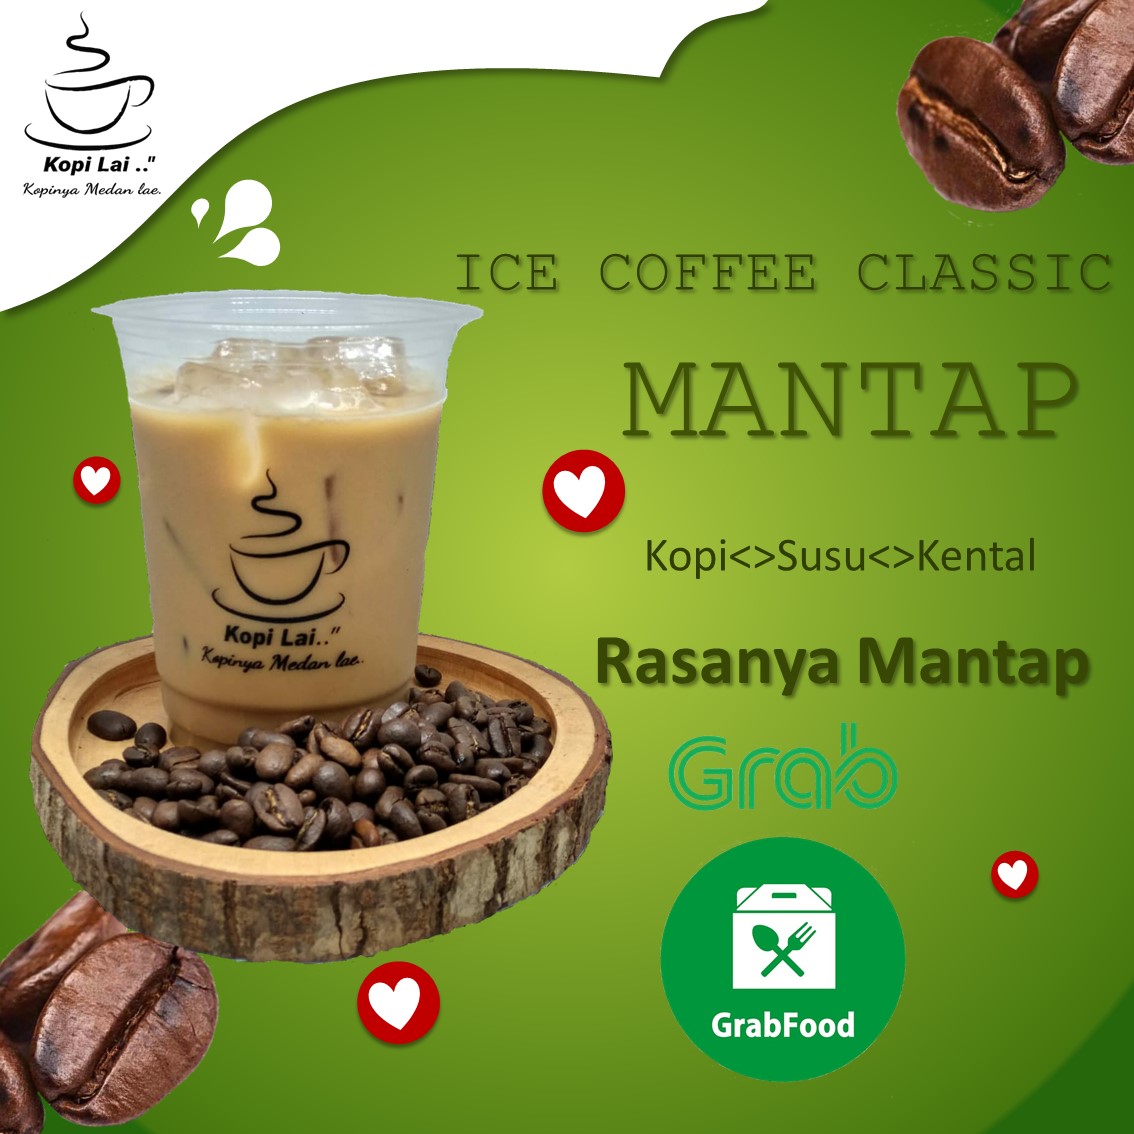 Kopi Lai .."
Kopinya Medan lae.
ICE COFFEE CLASSIC
MANTAP
Kopi<>Susu<>Kental
Kopi Lai.."
Kopinya Medan lae..
Rasanya Mantap
Grab
GrabFood